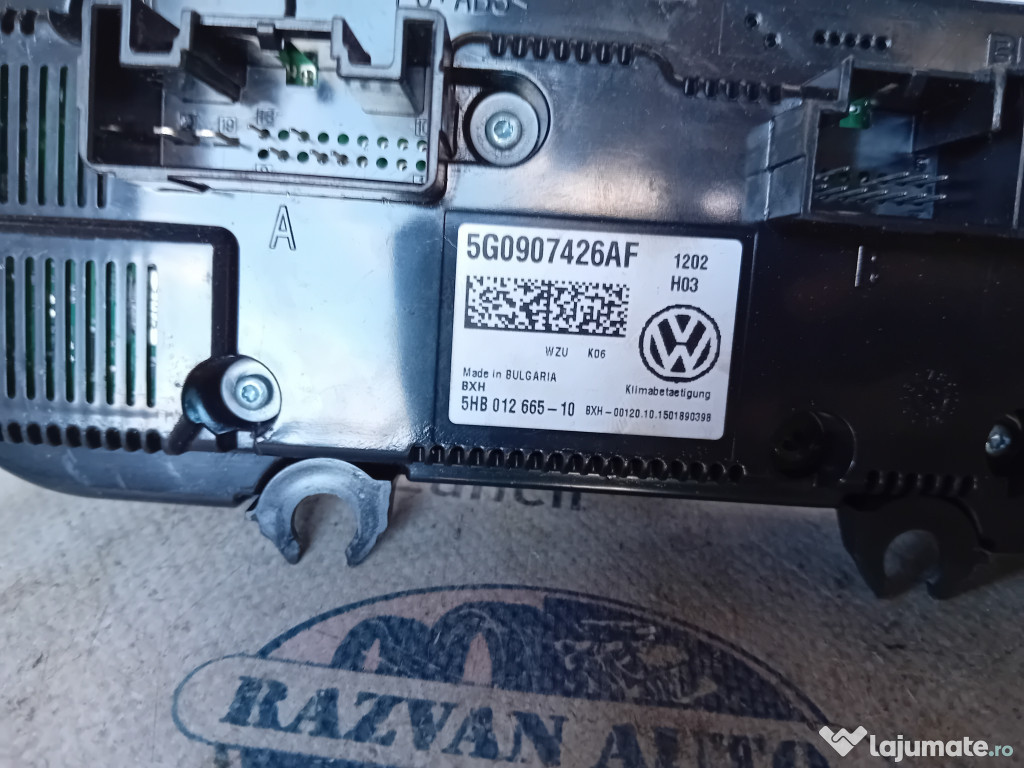 A
5G0907426AF
1202
H03
WZU K06
Made in BULGARIA
BXH
5HB 012 665-10
BXH-00120.10.1501890398
Klimabetaetigung
RAZVAN AUTO
lajumate.ro